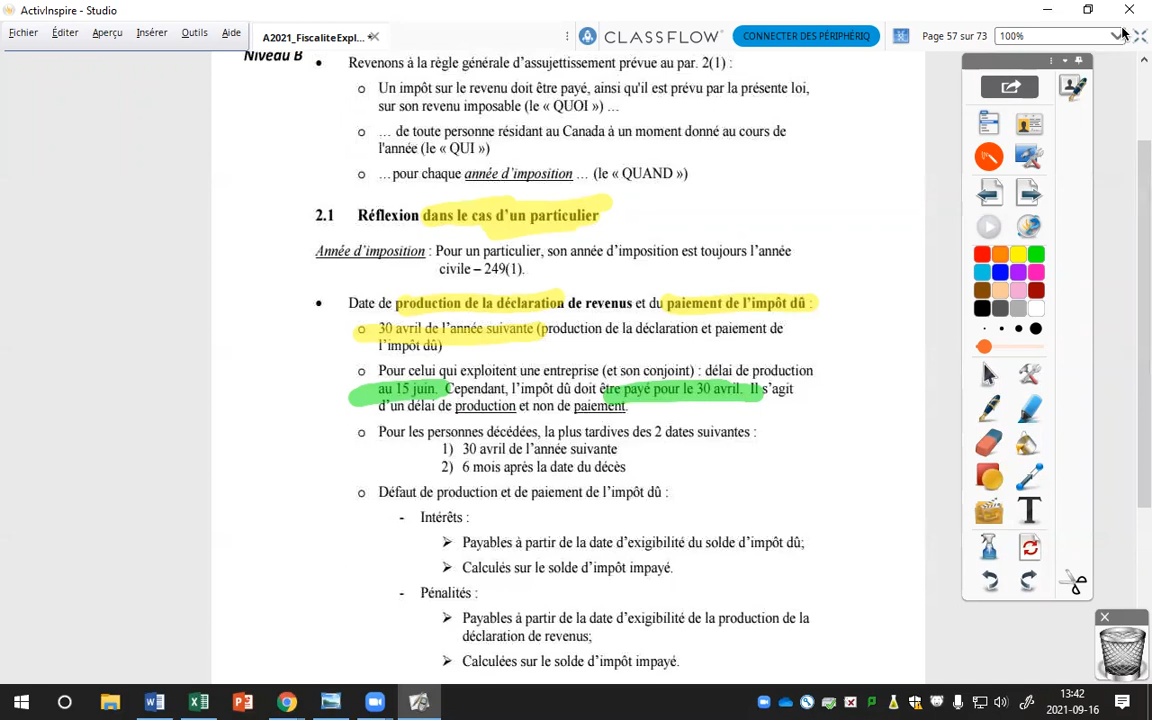 ActivInspire - Studio
Fichier Éditer Affichage Insérer Outils Aide
A2021_FiscaliteExpl...
CLASSFLOW
CONNECTER DES PÉRIPHÉRIQ
Page 57 sur 73
100%
Niveau B
• Revenons à la règle générale d’assujettissement prévue au par. 2(1) :
o Un impôt sur le revenu doit être payé, ainsi qu'il est prévu par la présente loi,
sur son revenu imposable (le « QUOI ») …
o … de toute personne résidant au Canada à un moment donné au cours de
l'année (le « QUI »)
o …pour chaque année d’imposition … (le « QUAND »)
2.1 Réflexion dans le cas d’un particulier
Année d’imposition : Pour un particulier, son année d’imposition est toujours l’année
civile – 249(1).
• Date de production de la déclaration de revenus et du paiement de l’impôt dû :
o 30 avril de l’année suivante (production de la déclaration et paiement de
l’impôt dû)
o Pour celui qui exploitent une entreprise (et son conjoint) : délai de production
au 15 juin. Cependant, l’impôt dû doit être payé pour le 30 avril. Il s’agit
d’un délai de production et non de paiement.
o Pour les personnes décédées, la plus tardives des 2 dates suivantes :
1) 30 avril de l’année suivante
2) 6 mois après la date du décès
o Défaut de production et de paiement de l’impôt dû :
- Intérêts :
➢ Payables à partir de la date d’exigibilité du solde d’impôt dû;
➢ Calculés sur le solde d’impôt impayé.
- Pénalités :
➢ Payables à partir de la date d’exigibilité de la production de la
déclaration de revenus;
➢ Calculées sur le solde d’impôt impayé.
13:42
2021-09-16